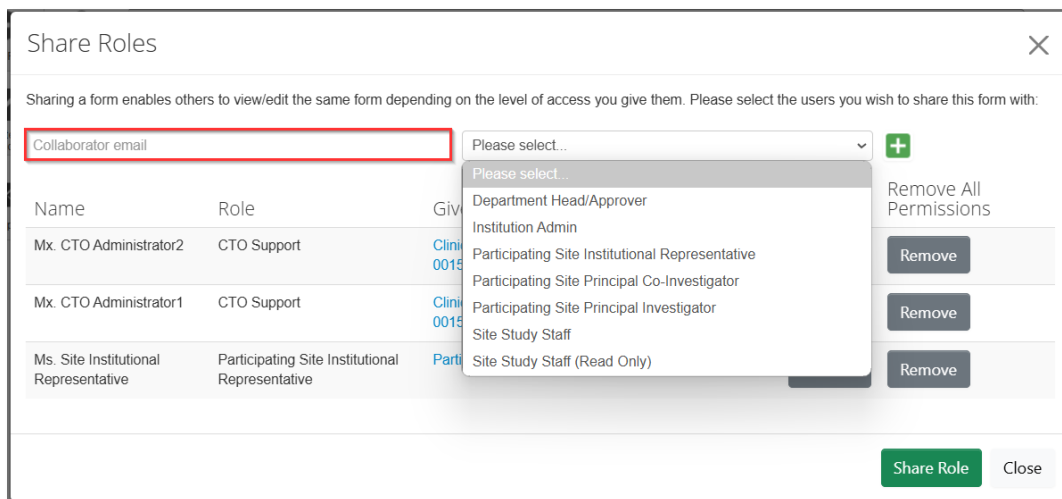 Share Roles
Sharing a form enables others to view/edit the same form depending on the level of access you give them. Please select the users you wish to share this form with:
Collaborator email
Please select...
Please select...
Department Head/Approver
Institution Admin
Participating Site Institutional Representative
Participating Site Principal Co-Investigator
Participating Site Principal Investigator
Site Study Staff
Site Study Staff (Read Only)
Name Role Giv Remove All
Permissions
Mx. CTO Administrator2 CTO Support Clini
0015
Remove
Mx. CTO Administrator1 CTO Support Clini
0015
Remove
Ms. Site Institutional Participating Site Institutional Parti
Representative Representative
Remove
Share Role Close